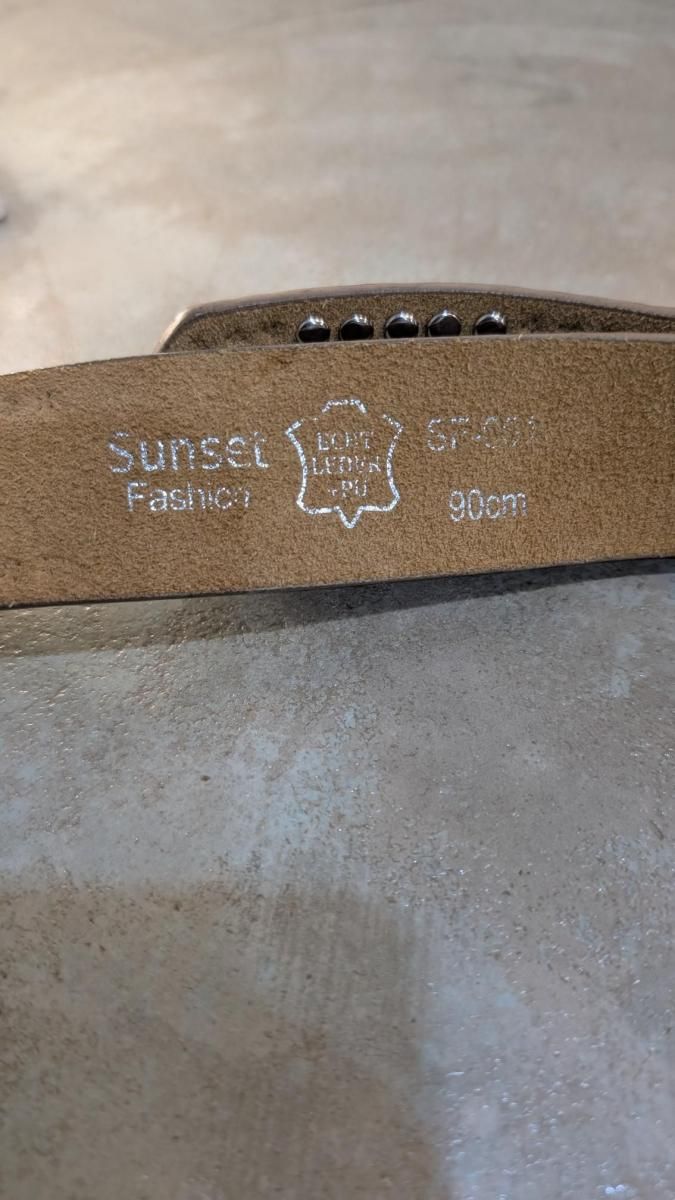 Sunset
Fashion
ECHT
LEDER
+PU
90cm